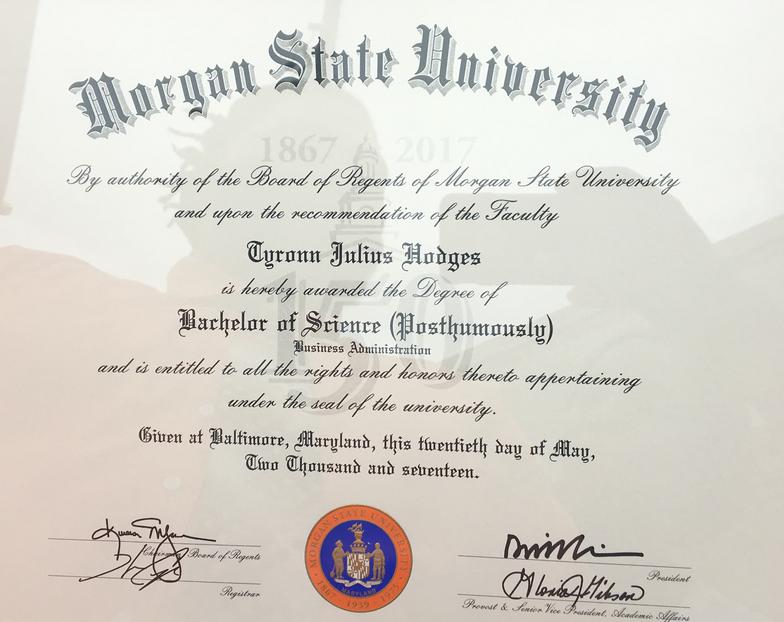 Morgan State University
1867 2017
By authority of the Board of Regents of Morgan State University
and upon the recommendation of the Faculty
Tyronn Julius Hodges
is hereby awarded the Degree of
Bachelor of Science (Posthumously)
Business Administration
and is entitled to all the rights and honors thereto appertaining
under the seal of the university.
150
Given at Baltimore, Maryland, this twentieth day of May,
Two Thousand and seventeen.
Board of Regents
Registrar
MORGAN STATE UNIVERSITY
MARYLAND
1867 1939 1975
President
Provost & Senior Vice President, Academic Affairs